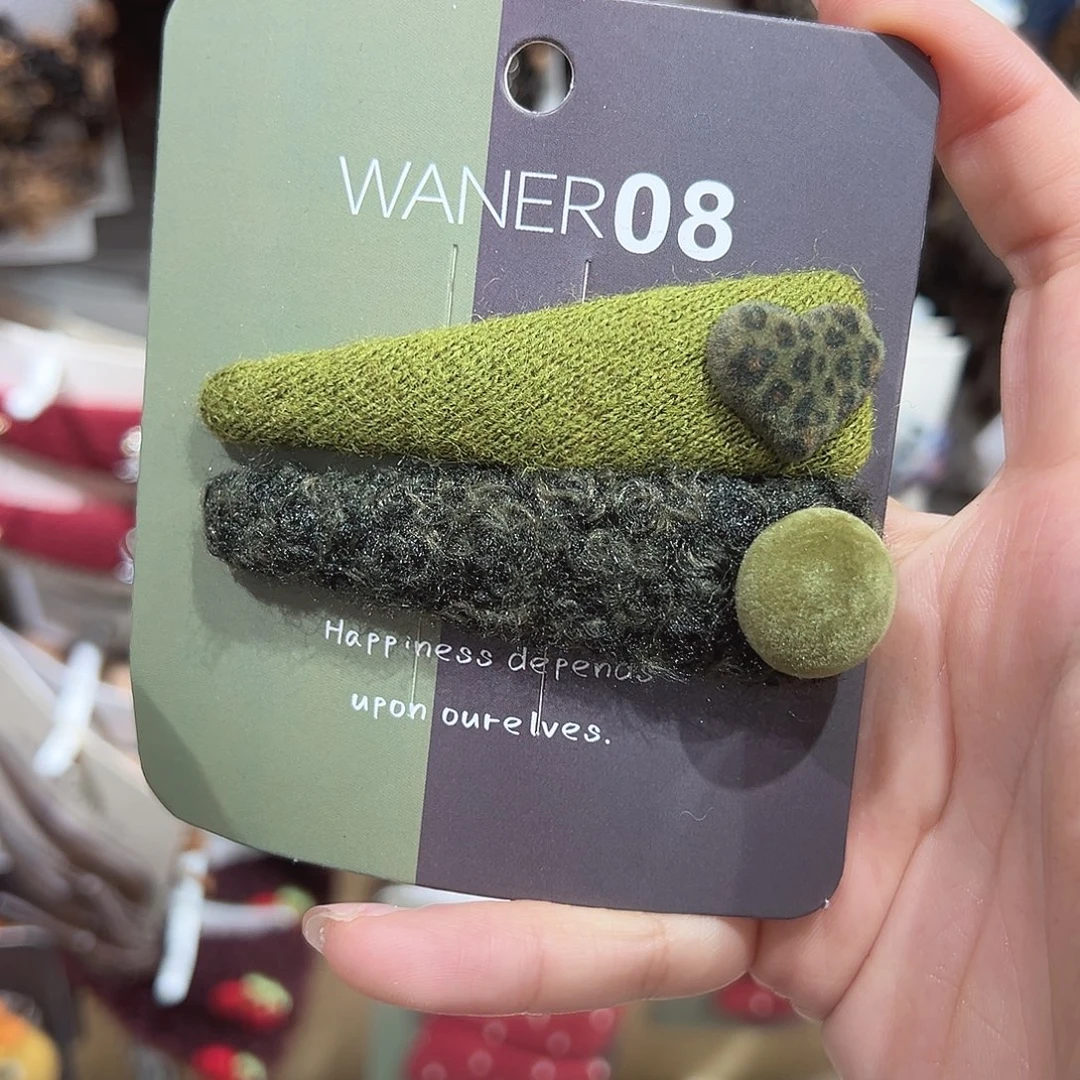 WANER08
Happiness depends
upon ourelves.